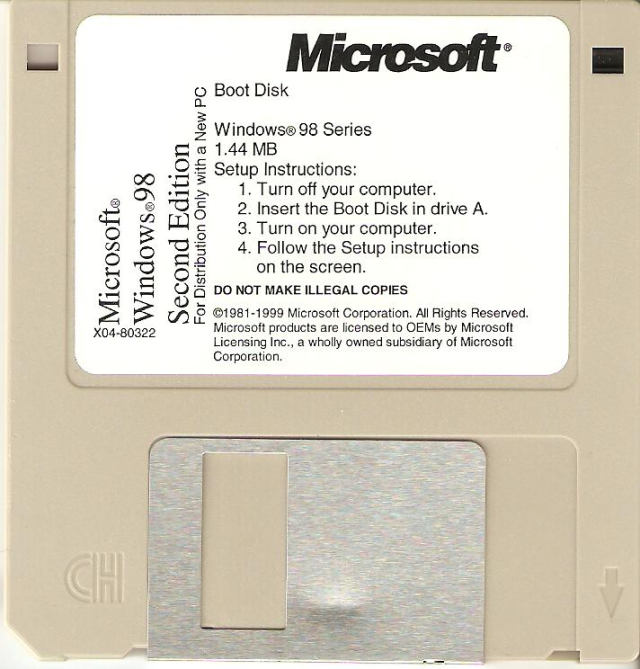 Microsoft®
Boot Disk
Windows® 98 Series
1.44 MB
Setup Instructions:
1. Turn off your computer.
2. Insert the Boot Disk in drive A.
3. Turn on your computer.
4. Follow the Setup instructions
on the screen.
DO NOT MAKE ILLEGAL COPIES
©1981-1999 Microsoft Corporation. All Rights Reserved.
Microsoft products are licensed to OEMs by Microsoft
Licensing Inc., a wholly owned subsidiary of Microsoft
Corporation.
Microsoft®
Windows®98
Second Edition
For Distribution Only with a New PC
X04-80322
CH